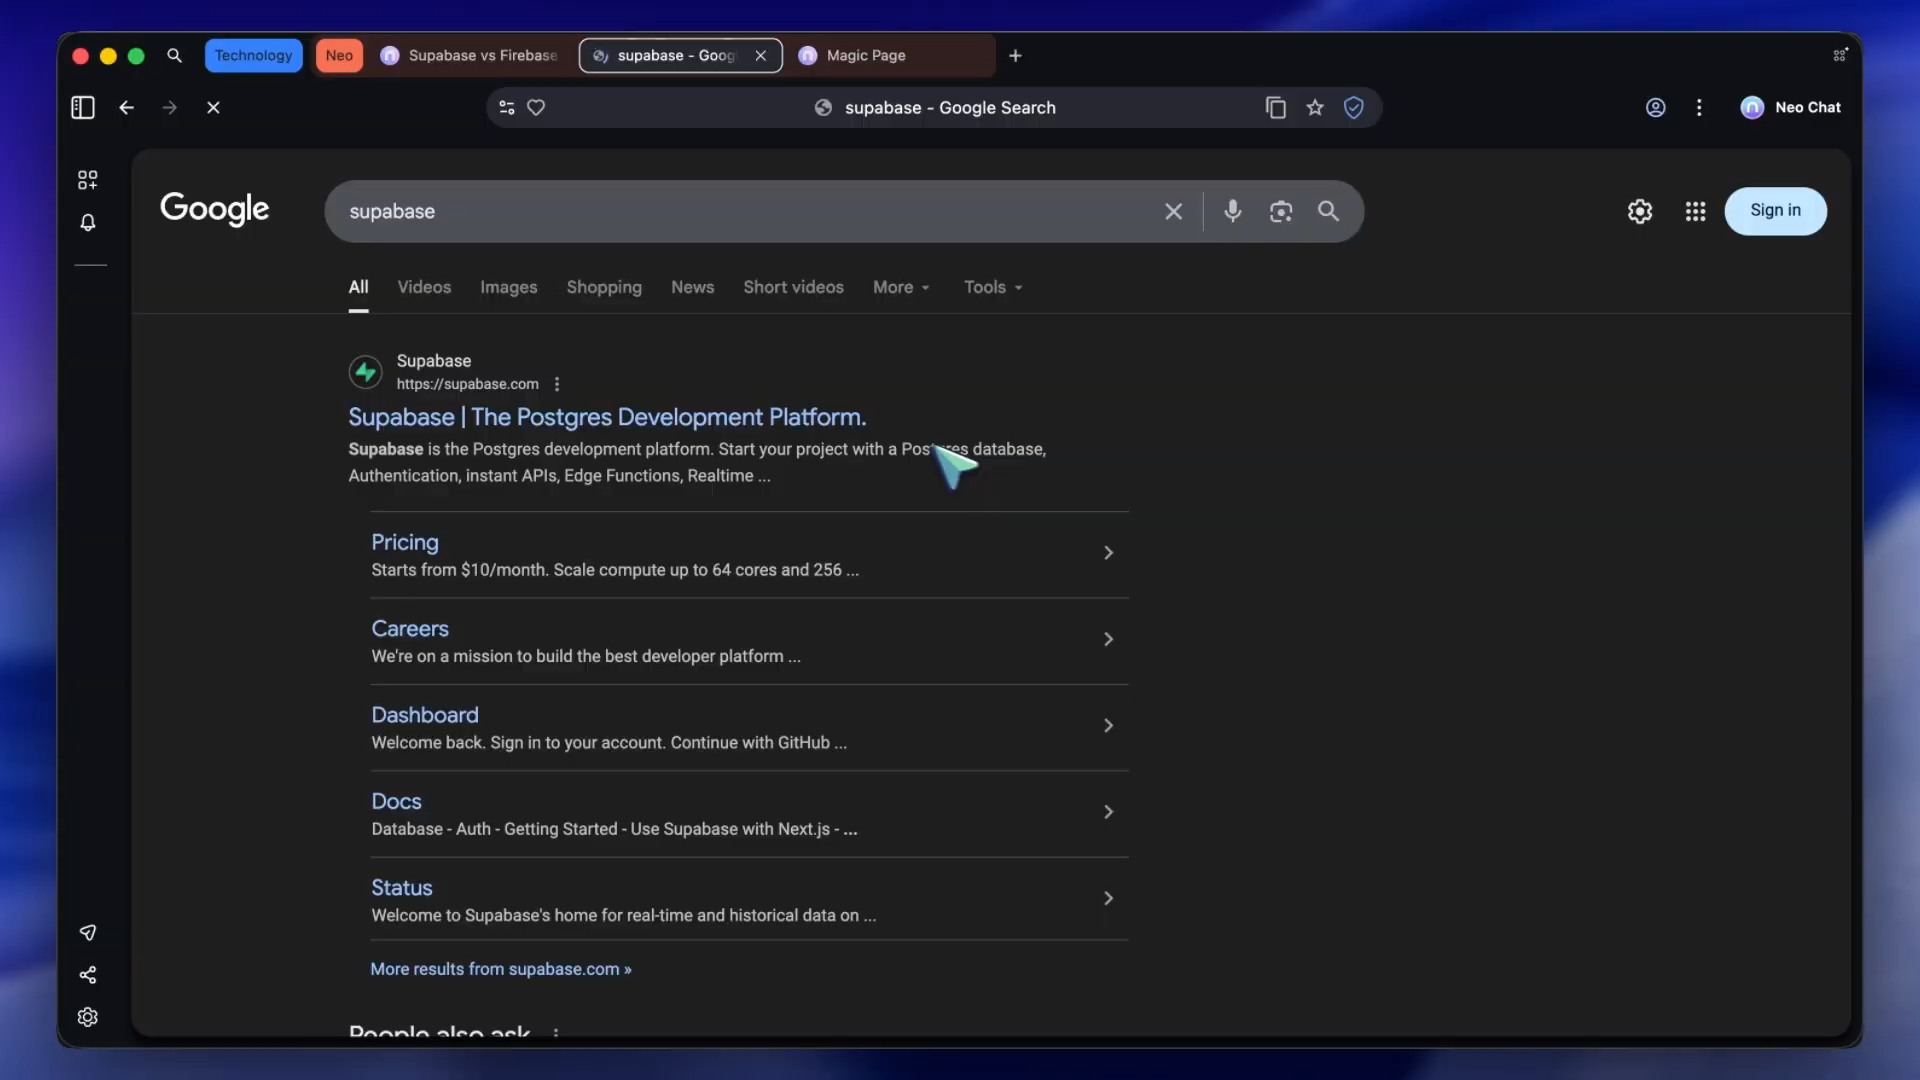 Technology
Neo
Supabase vs Firebase
supabase - Goog
Magic Page
supabase - Google Search
Neo Chat
Google
supabase
Sign in
All
Videos
Images
Shopping
News
Short videos
More
Tools
Supabase
https://supabase.com
Supabase | The Postgres Development Platform.
Supabase is the Postgres development platform. Start your project with a Postgres database,
Authentication, instant APIs, Edge Functions, Realtime ...
Pricing
Starts from $10/month. Scale compute up to 64 cores and 256 ...
Careers
We're on a mission to build the best developer platform ...
Dashboard
Welcome back. Sign in to your account. Continue with GitHub ...
Docs
Database - Auth - Getting Started - Use Supabase with Next.js - ...
Status
Welcome to Supabase's home for real-time and historical data on ...
More results from supabase.com »
People also ask